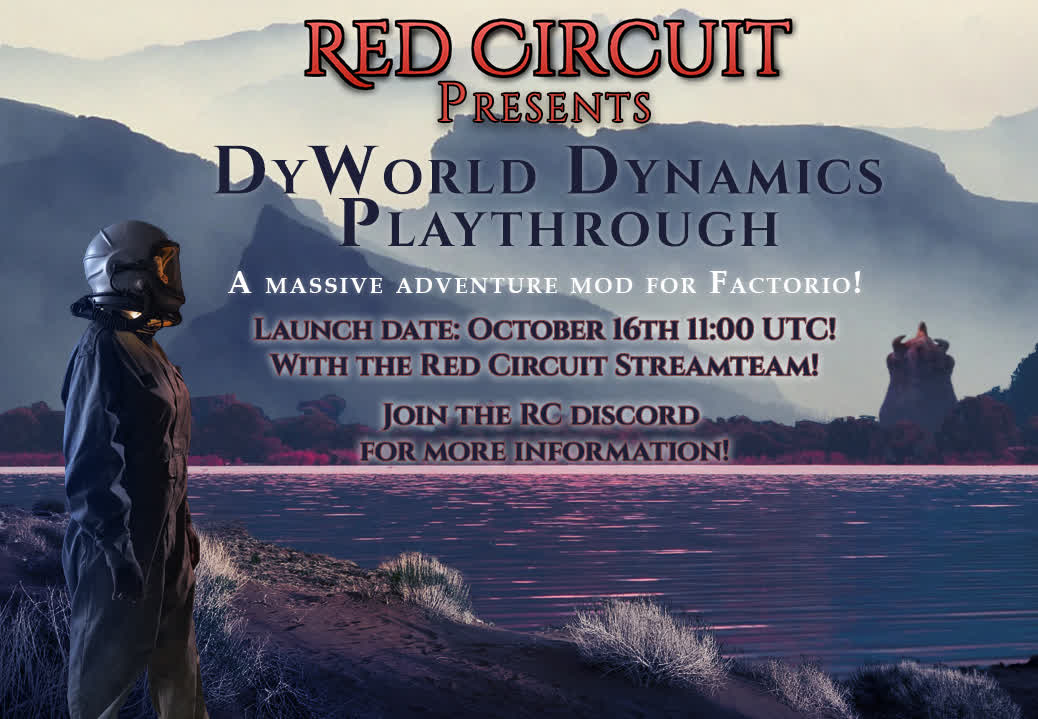 Red Circuit
Presents
DyWorld Dynamics
Playthrough
A massive adventure mod for Factorio!
Launch date: October 16th 11:00 UTC!
With the Red Circuit Streamteam!
Join the RC discord
for more information!